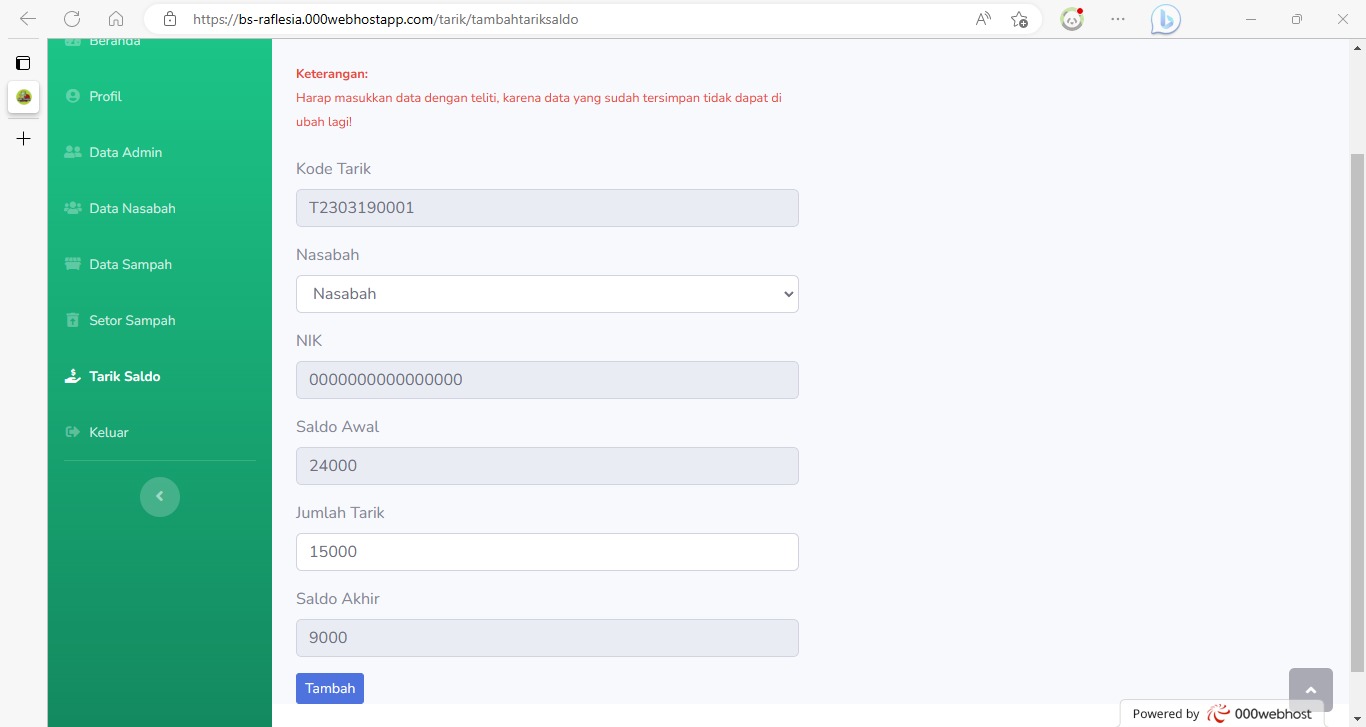 https://bs-raflesia.000webhostapp.com/tarik/tambahtariksaldo
Beranda
Profil
Data Admin
Data Nasabah
Data Sampah
Setor Sampah
Tarik Saldo
Keluar
Keterangan:
Harap masukkan data dengan teliti, karena data yang sudah tersimpan tidak dapat di
ubah lagi!
Kode Tarik
T2303190001
Nasabah
Nasabah
NIK
0000000000000000
Saldo Awal
24000
Jumlah Tarik
15000
Saldo Akhir
9000
Tambah
Powered by 000webhost